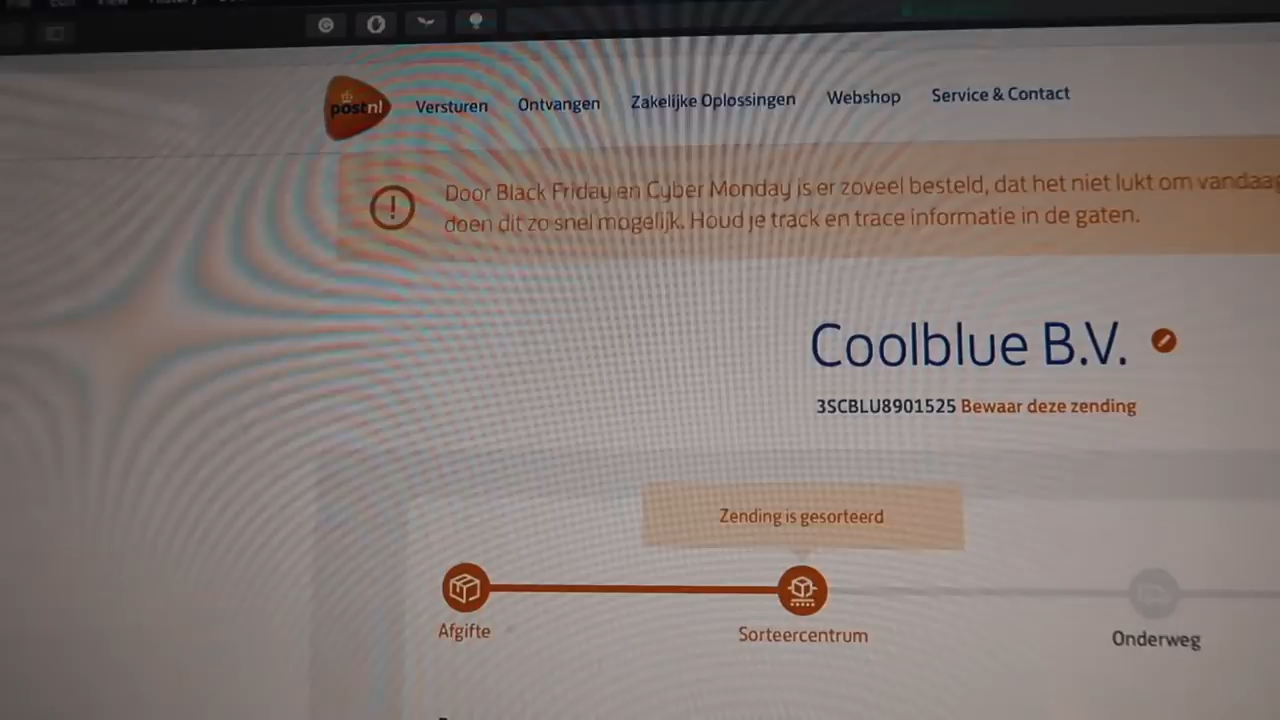 postnl
Versturen Ontvangen Zakelijke Oplossingen Webshop Service & Contact
Door Black Friday en Cyber Monday is er zoveel besteld, dat het niet lukt om vandaag
doen dit zo snel mogelijk. Houd je track en trace informatie in de gaten.
Coolblue B.V.
3SCBLU8901525 Bewaar deze zending
Zending is gesorteerd
Afgifte
Sorteercentrum
Onderweg